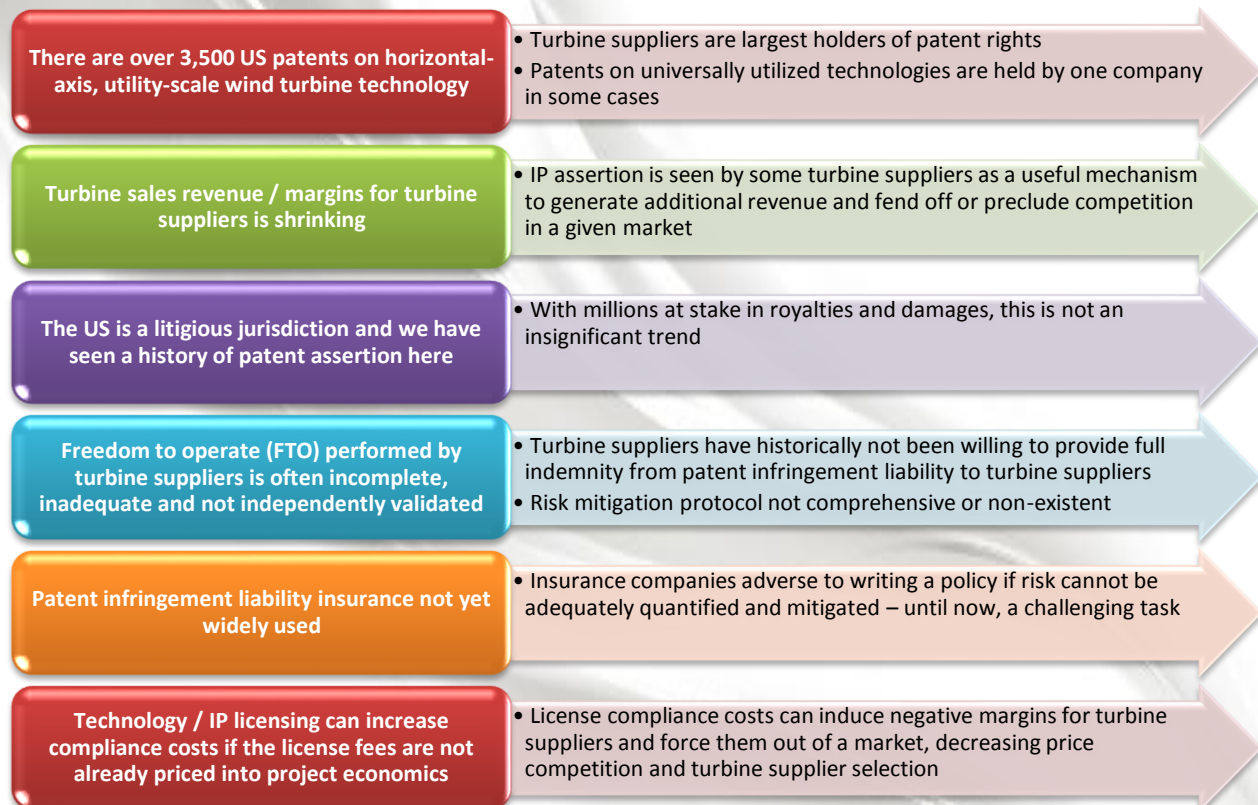 There are over 3,500 US patents on horizontal-
axis, utility-scale wind turbine technology
• Turbine suppliers are largest holders of patent rights
• Patents on universally utilized technologies are held by one company
in some cases
Turbine sales revenue / margins for turbine
suppliers is shrinking
• IP assertion is seen by some turbine suppliers as a useful mechanism
to generate additional revenue and fend off or preclude competition
in a given market
The US is a litigious jurisdiction and we have
seen a history of patent assertion here
• With millions at stake in royalties and damages, this is not an
insignificant trend
Freedom to operate (FTO) performed by
turbine suppliers is often incomplete,
inadequate and not independently validated
• Turbine suppliers have historically not been willing to provide full
indemnity from patent infringement liability to turbine suppliers
• Risk mitigation protocol not comprehensive or non-existent
Patent infringement liability insurance not yet
widely used
• Insurance companies adverse to writing a policy if risk cannot be
adequately quantified and mitigated – until now, a challenging task
Technology / IP licensing can increase
compliance costs if the license fees are not
already priced into project economics
• License compliance costs can induce negative margins for turbine
suppliers and force them out of a market, decreasing price
competition and turbine supplier selection